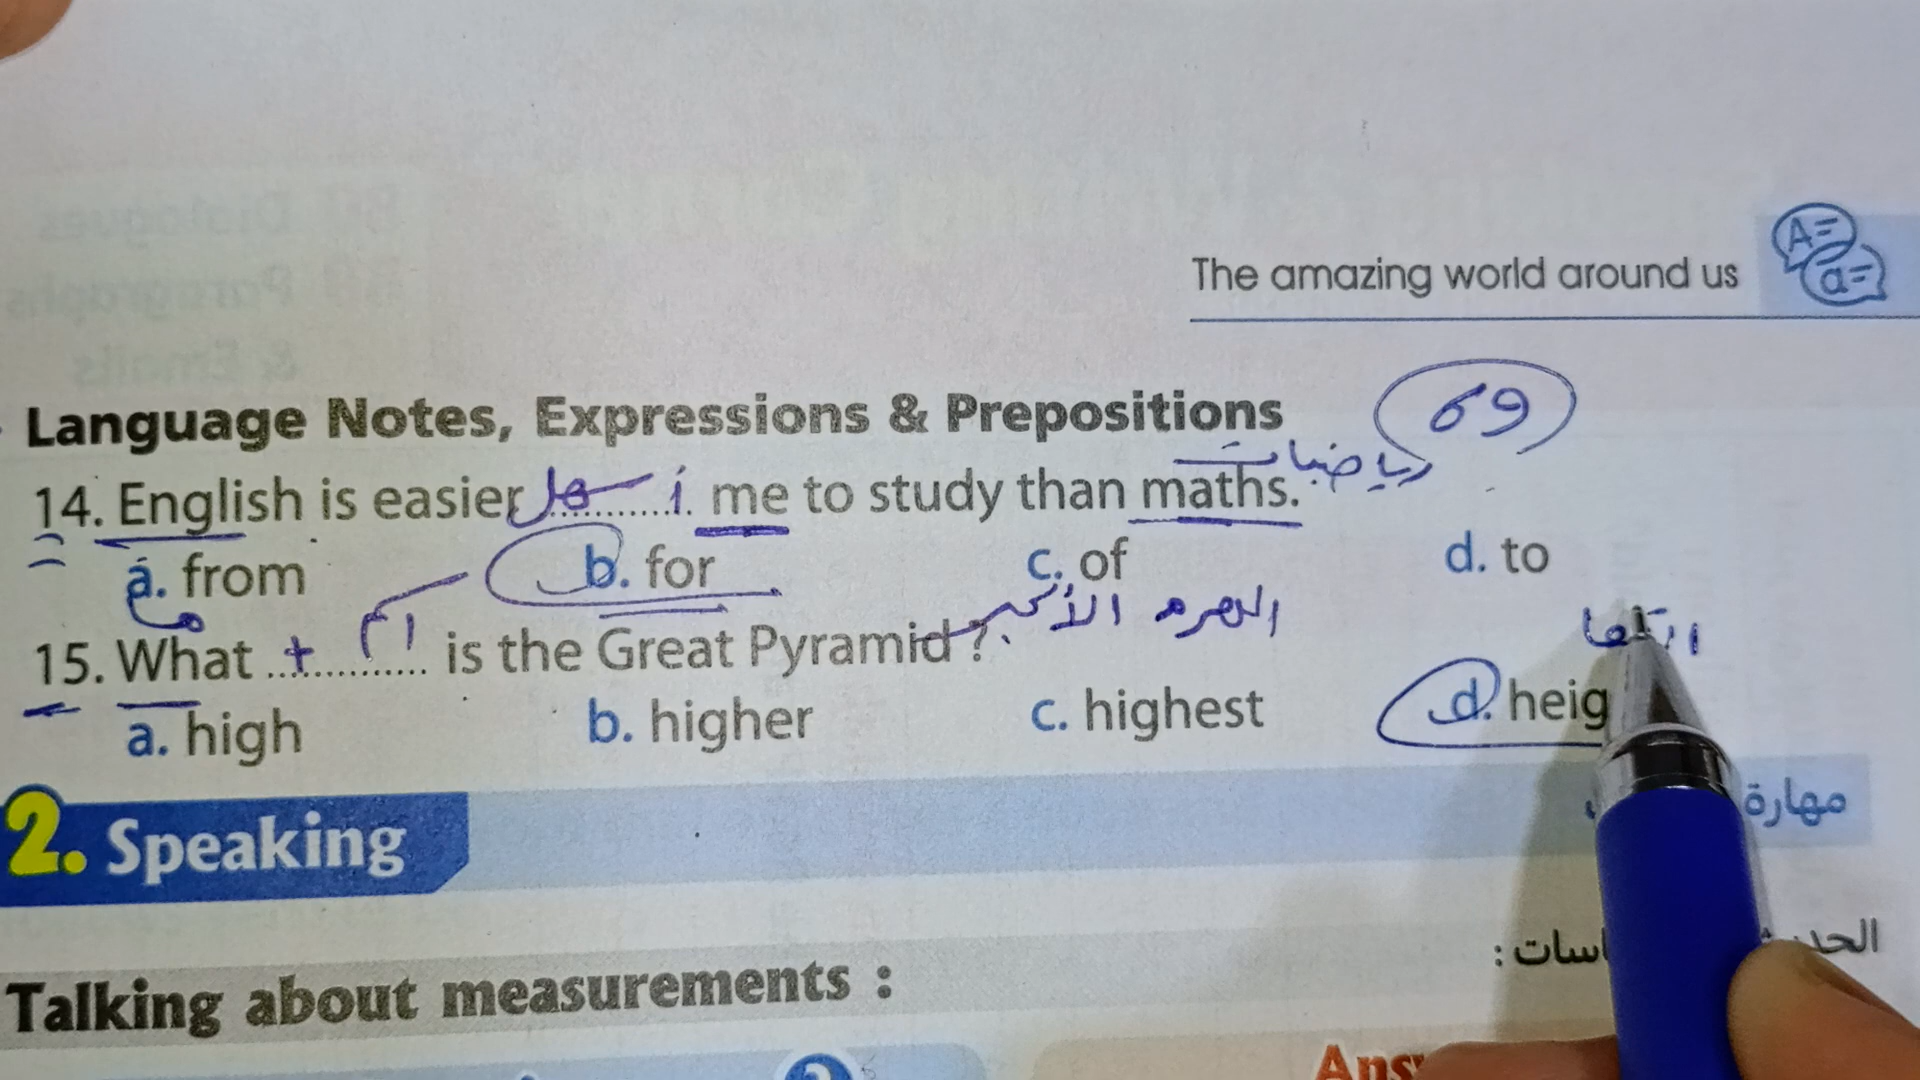 The amazing world around us
A= a=
Language Notes, Expressions & Prepositions
69
رياضيات
14. English is easier ............ me to study than maths.
أسهل
a. from b. for c. of d. to
الهرم الأكبر
اسم
15. What ..+............ is the Great Pyramid ?
a. high b. higher c. highest d. heig
2. Speaking
مهارة
Talking about measurements :